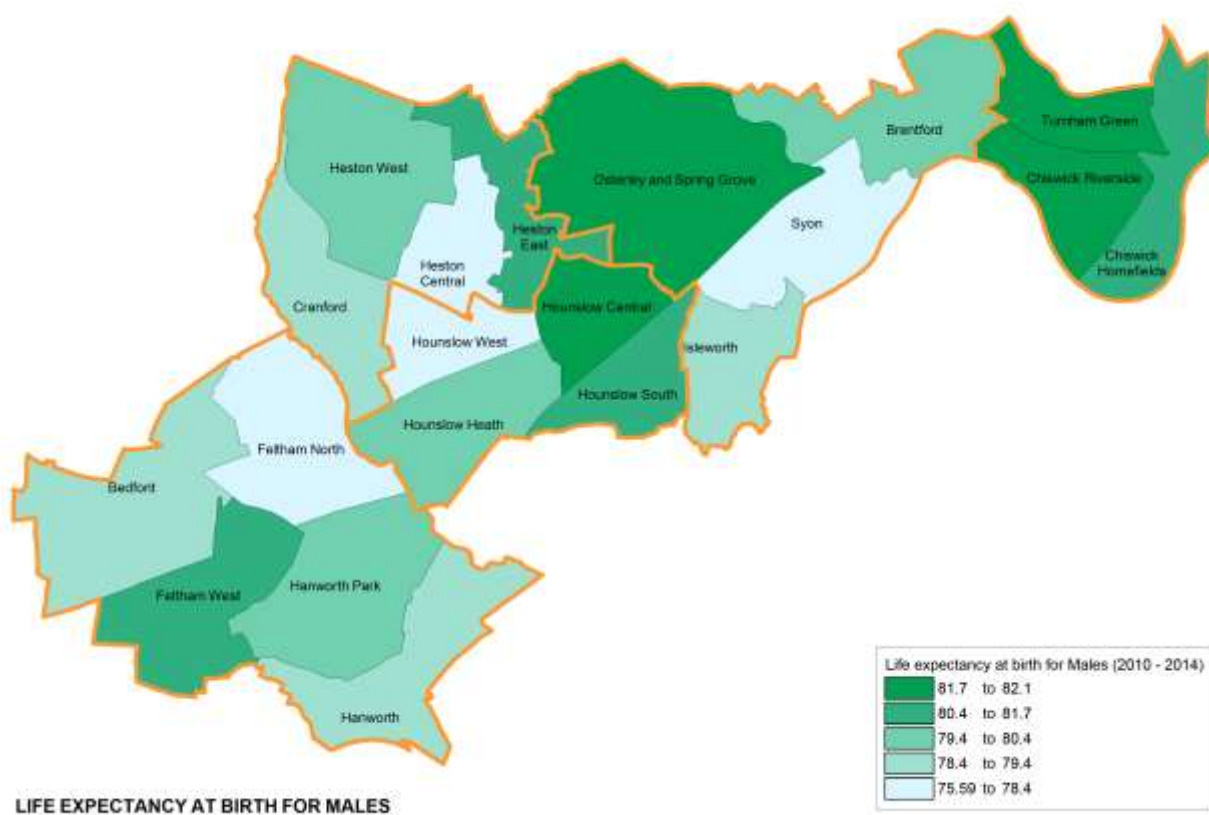 Turnham Green
Brentford
Heston West
Chiswick Riverside
Osterley and Spring Grove
Syon
Heston
East
Chiswick
Homefields
Heston
Central
Cranford
Hounslow Central
Hounslow West
Isleworth
Hounslow South
Hounslow Heath
Feltham North
Bedfont
Hanworth Park
Feltham West
Hanworth
Life expectancy at birth for Males (2010 - 2014)
81.7 to 82.1
80.4 to 81.7
79.4 to 80.4
78.4 to 79.4
75.59 to 78.4
LIFE EXPECTANCY AT BIRTH FOR MALES